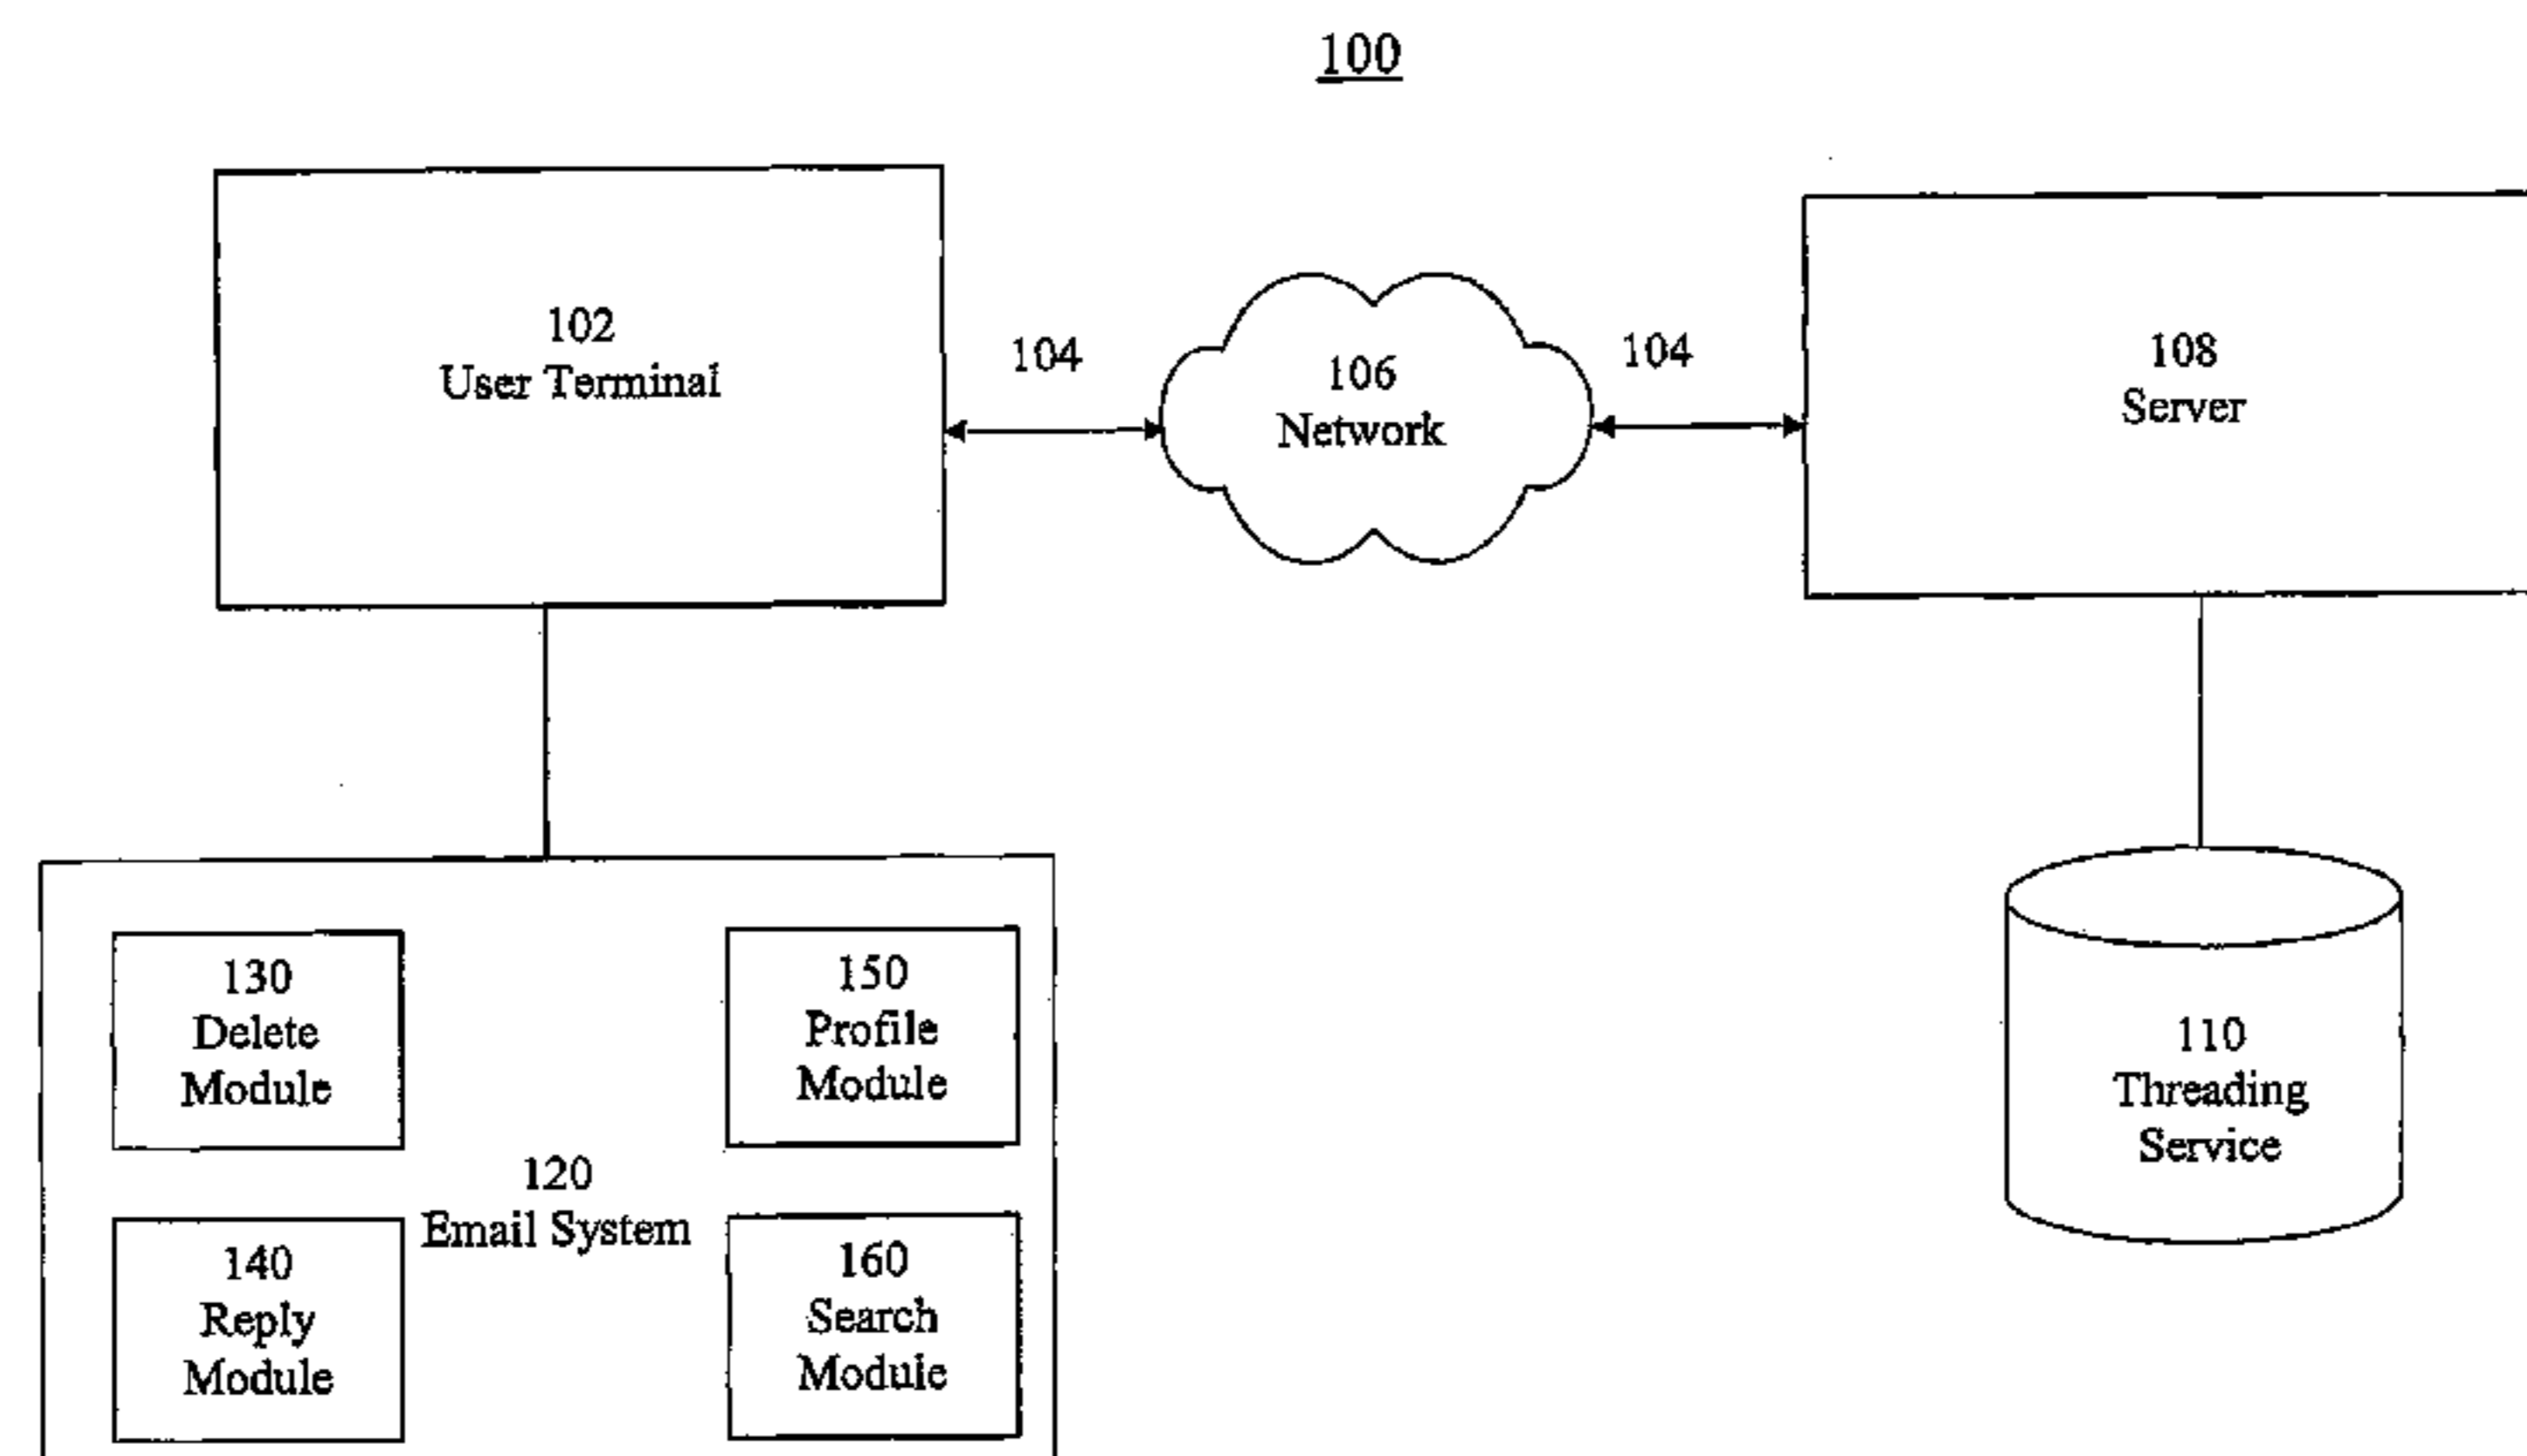 100
102
User Terminal
104
106
Network
104
108
Server
130
Delete
Module
150
Profile
Module
120
Email System
140
Reply
Module
160
Search
Module
110
Threading
Service